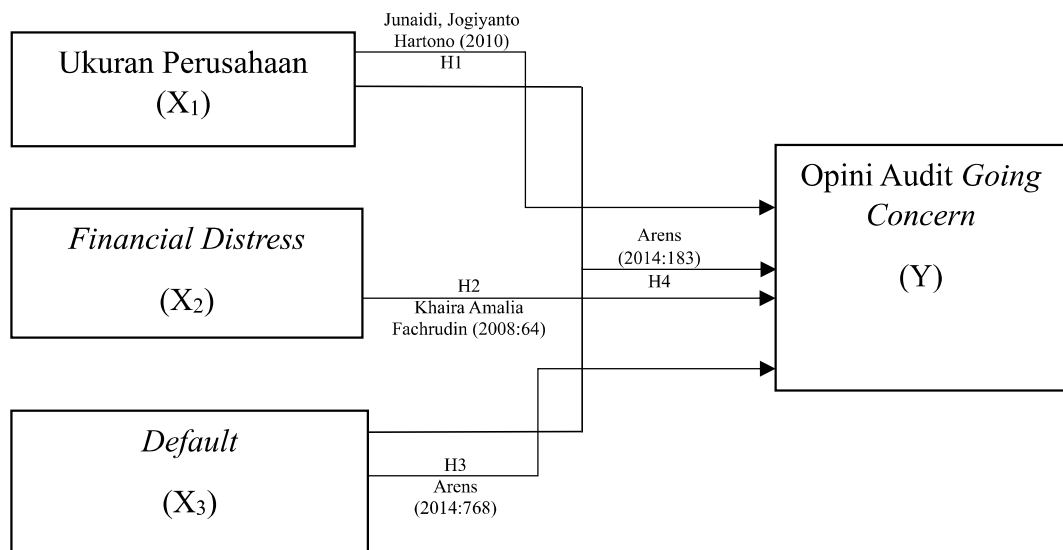 Junaidi, Jogiyanto
Hartono (2010)
H1
Ukuran Perusahaan
(X₁)
Opini Audit Going
Concern
(Y)
Financial Distress
(X₂)
Arens
(2014:183)
H4
H2
Khaira Amalia
Fachrudin (2008:64)
Default
(X₃)
H3
Arens
(2014:768)